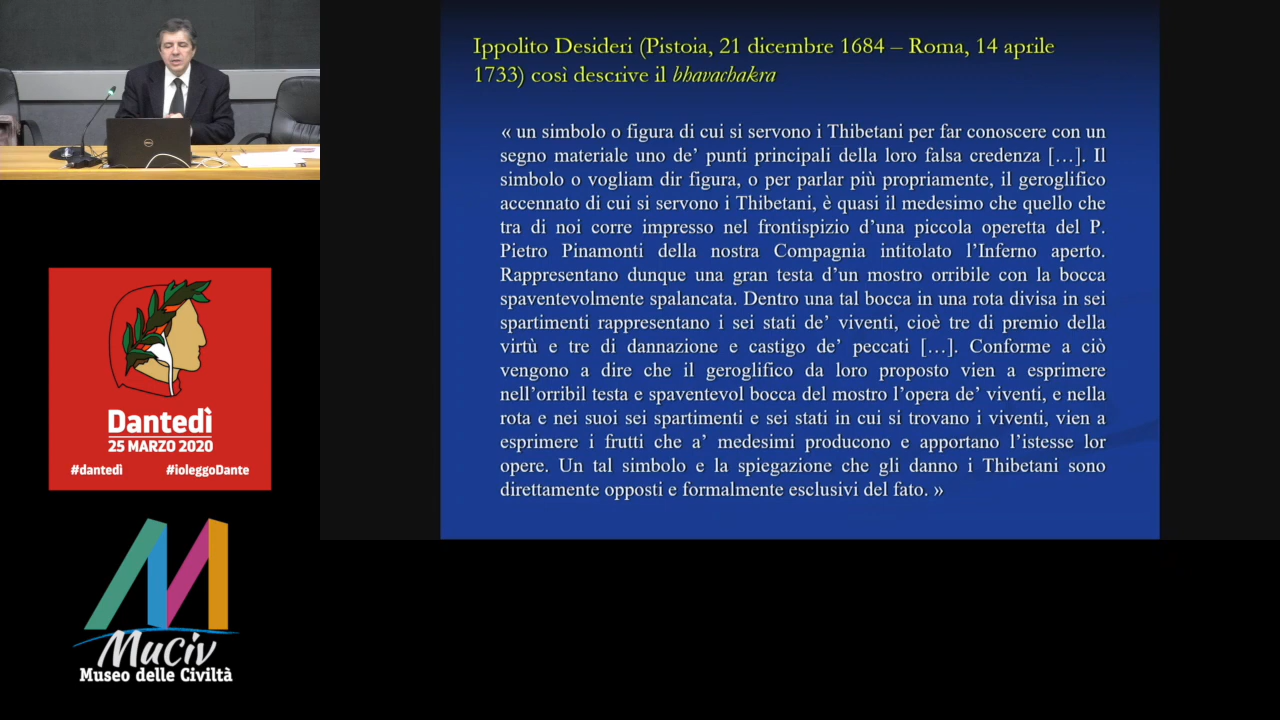 Ippolito Desideri (Pistoia, 21 dicembre 1684 – Roma, 14 aprile
1733) così descrive il bhavachakra
« un simbolo o figura di cui si servono i Thibetani per far conoscere con un
segno materiale uno de’ punti principali della loro falsa credenza […]. Il
simbolo o vogliam dir figura, o per parlar più propriamente, il geroglifico
accennato di cui si servono i Thibetani, è quasi il medesimo che quello che
tra di noi corre impresso nel frontispizio d’una piccola operetta del P.
Pietro Pinamonti della nostra Compagnia intitolato l’Inferno aperto.
Rappresentano dunque una gran testa d’un mostro orribile con la bocca
spaventevolmente spalancata. Dentro una tal bocca in una rota divisa in sei
spartimenti rappresentano i sei stati de’ viventi, cioè tre di premio della
virtù e tre di dannazione e castigo de’ peccati […]. Conforme a ciò
vengono a dire che il geroglifico da loro proposto vien a esprimere
nell’orribil testa e spaventevol bocca del mostro l’opera de’ viventi, e nella
rota e nei suoi sei spartimenti e sei stati in cui si trovano i viventi, vien a
esprimere i frutti che a’ medesimi producono e apportano l’istesse lor
opere. Un tal simbolo e la spiegazione che gli danno i Thibetani sono
direttamente opposti e formalmente esclusivi del fato. »
Dantedì
25 MARZO 2020
#dantedì #ioleggoDante
MuCiv
Museo delle Civiltà